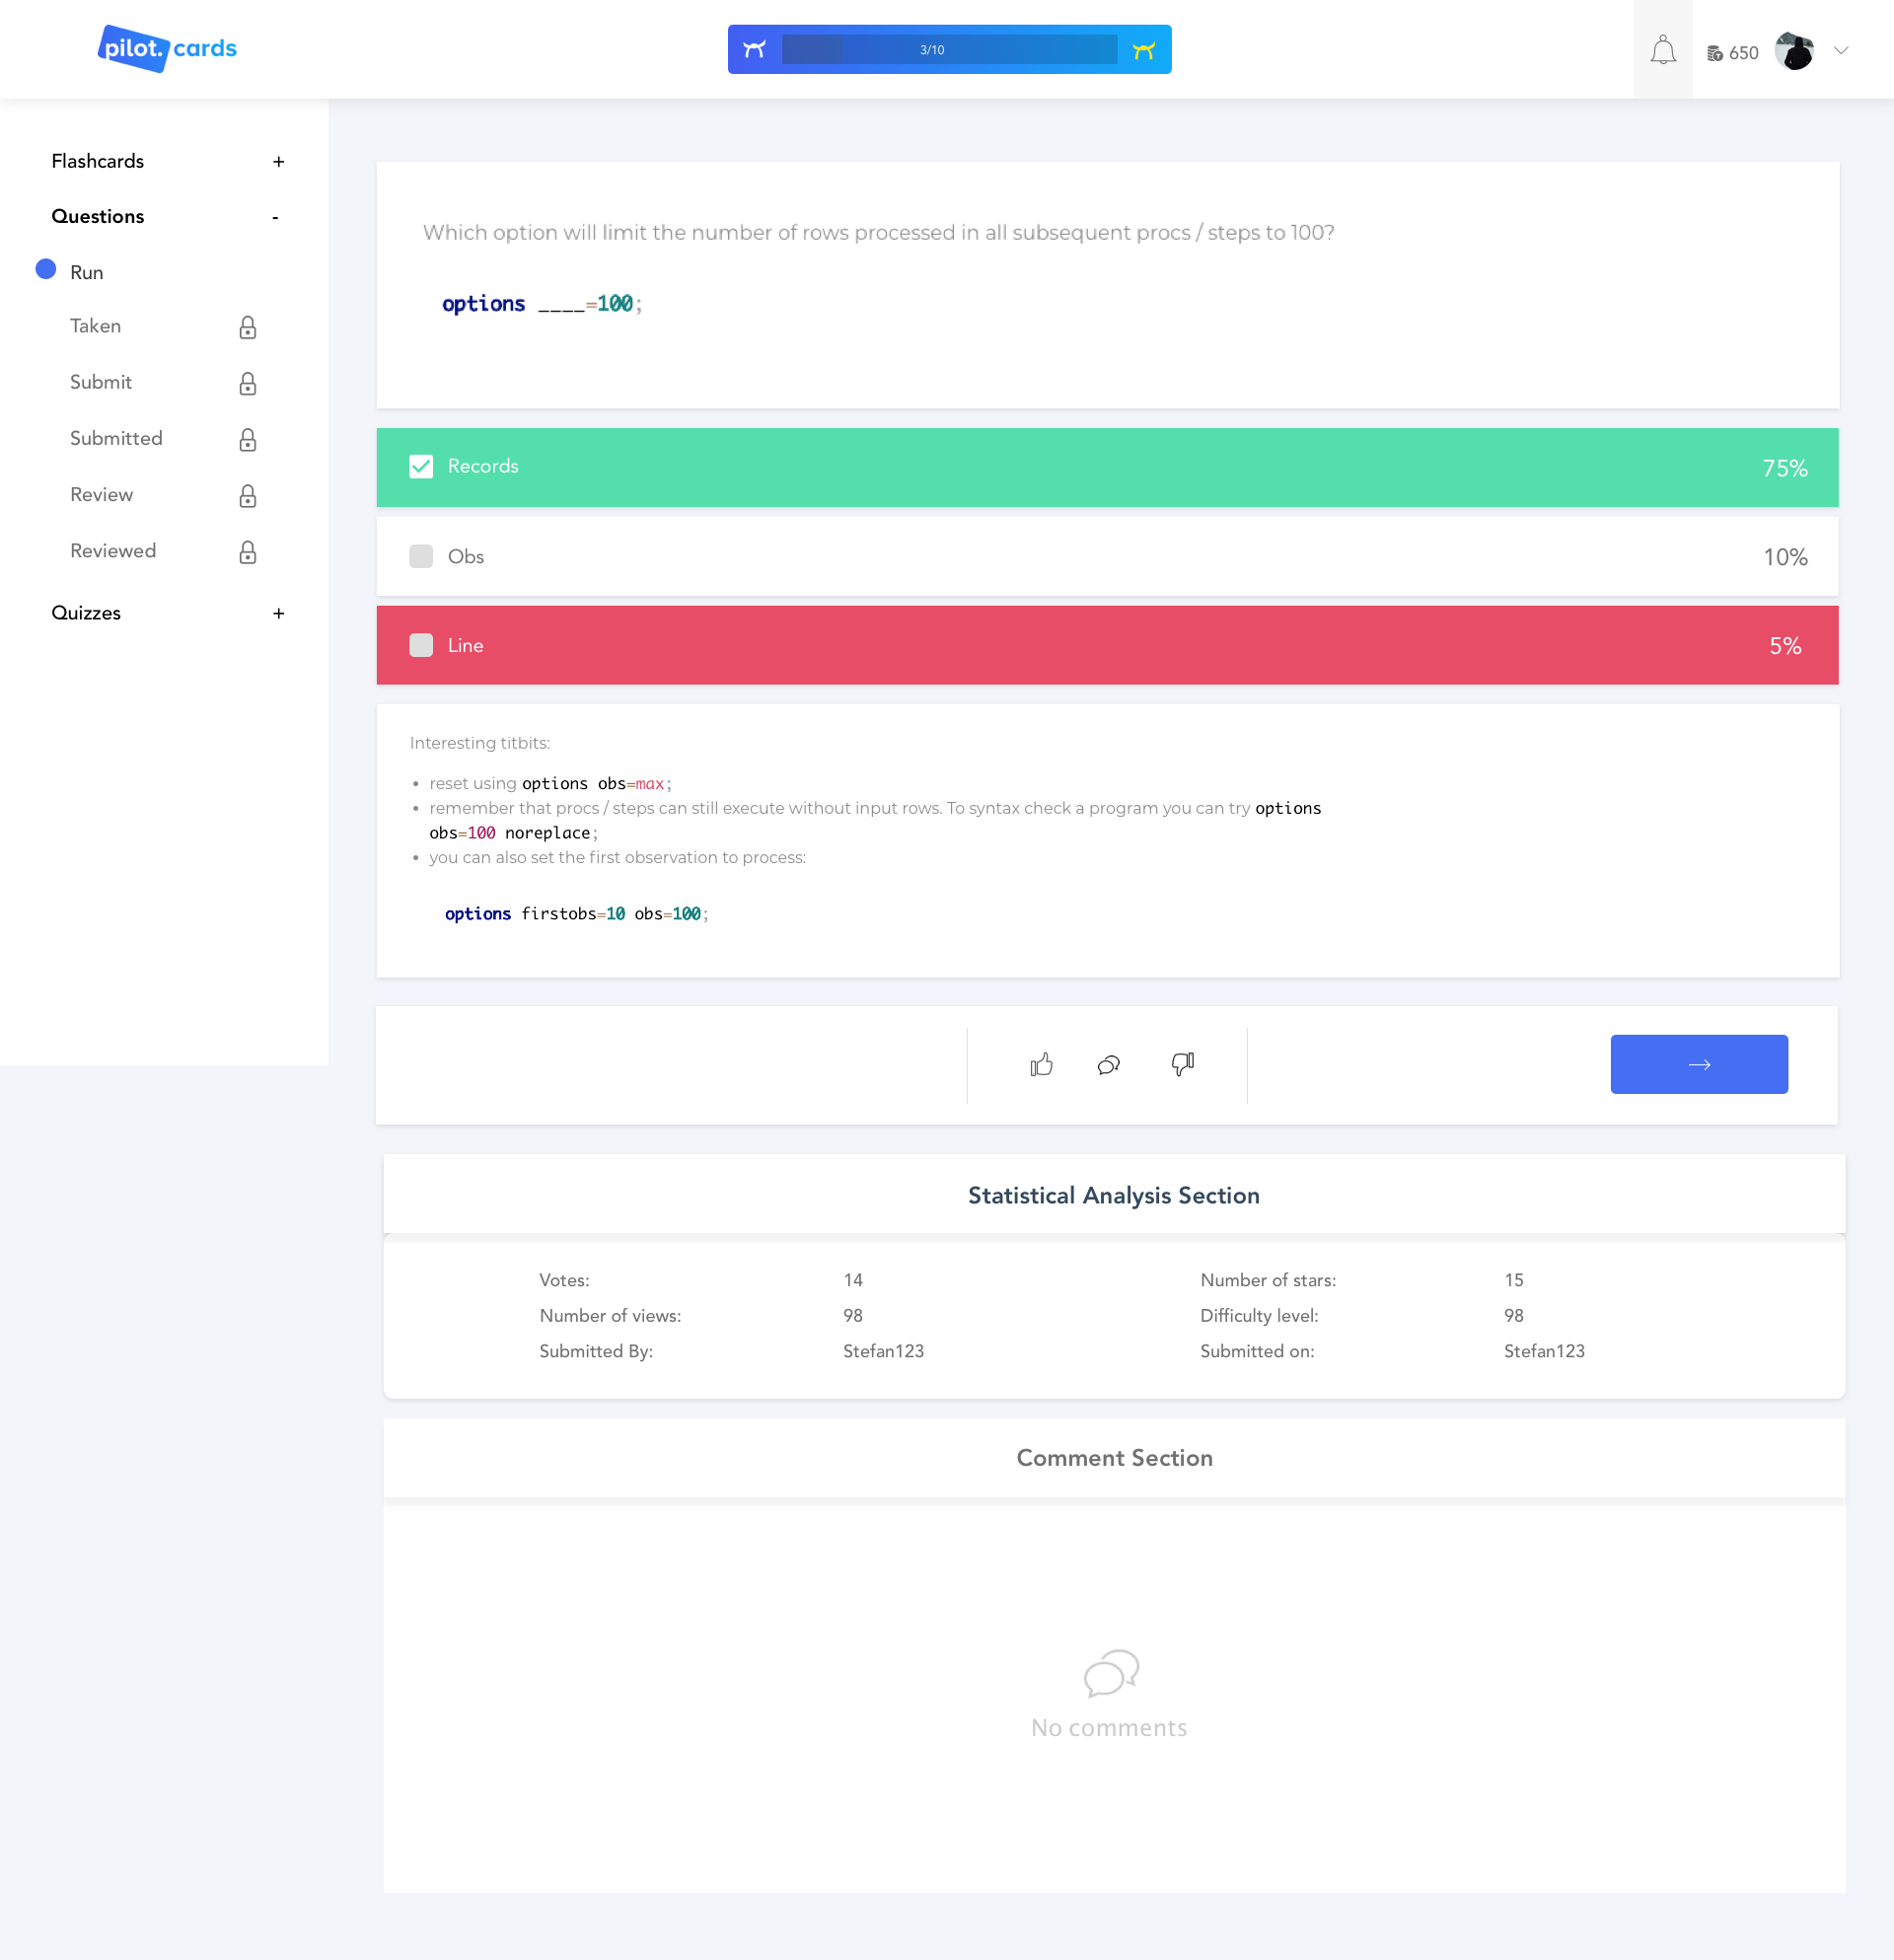 pilot. cards
3/10
650
Flashcards +
Questions -
Run
Taken
Submit
Submitted
Review
Reviewed
Quizzes +
Which option will limit the number of rows processed in all subsequent procs / steps to 100?
options ____=100;
Records 75%
Obs 10%
Line 5%
Interesting titbits:
• reset using options obs=max;
• remember that procs / steps can still execute without input rows. To syntax check a program you can try options
obs=100 noreplace;
• you can also set the first observation to process:
options firstobs=10 obs=100;
Statistical Analysis Section
Votes: 14 Number of stars: 15
Number of views: 98 Difficulty level: 98
Submitted By: Stefan123 Submitted on: Stefan123
Comment Section
No comments